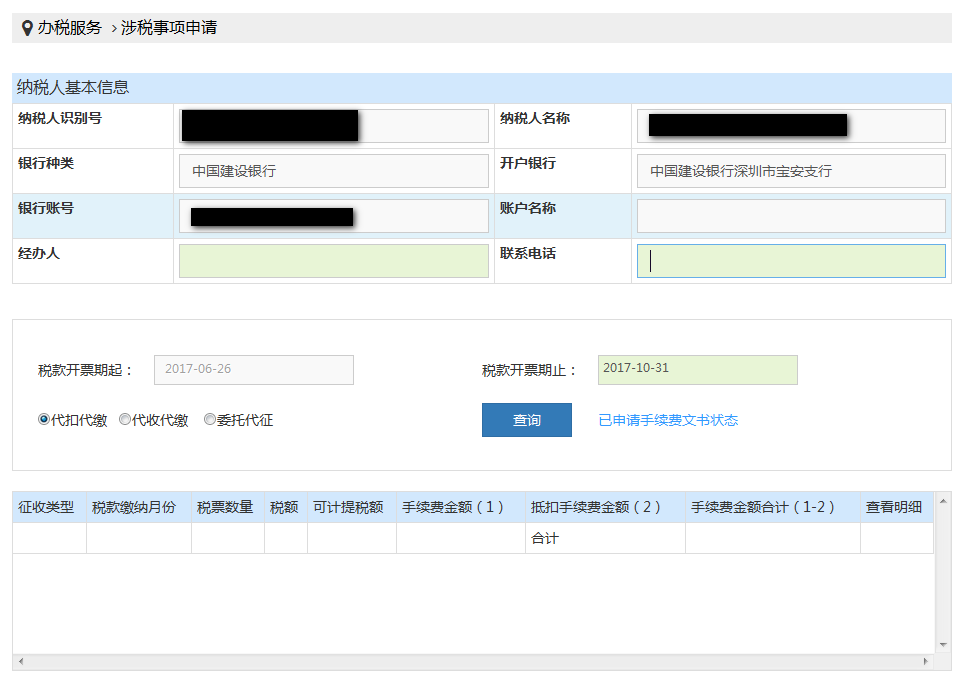 办税服务 › 涉税事项申请
纳税人基本信息
纳税人识别号 纳税人名称
银行种类 中国建设银行 开户银行 中国建设银行深圳市宝安支行
银行账号 账户名称
经办人 联系电话
税款开票期起： 2017-06-26 税款开票期止： 2017-10-31
代扣代缴 代收代缴 委托代征 查询 已申请手续费文书状态
征收类型 税款缴纳月份 税票数量 税额 可计提税额 手续费金额（1） 抵扣手续费金额（2） 手续费金额合计（1-2） 查看明细
合计